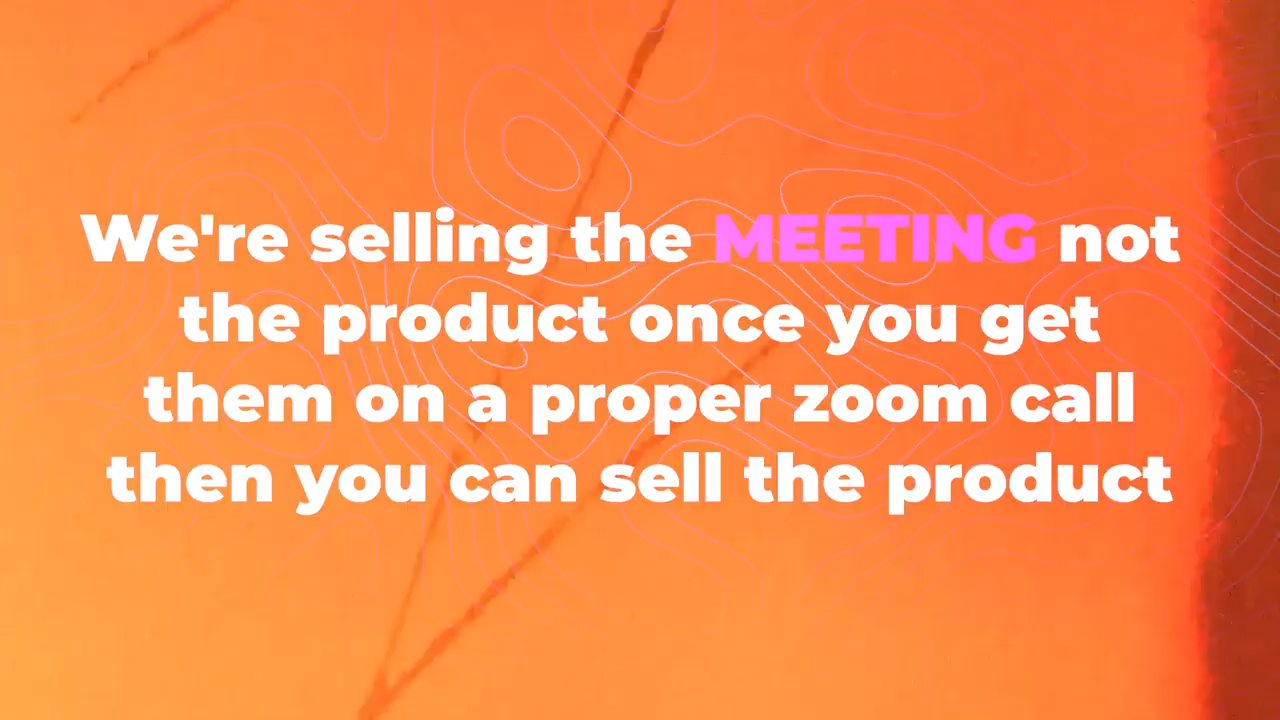 We're selling the MEETING not
the product once you get
them on a proper zoom call
then you can sell the product